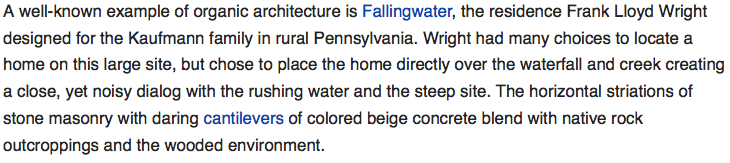 A well-known example of organic architecture is Fallingwater, the residence Frank Lloyd Wright
designed for the Kaufmann family in rural Pennsylvania. Wright had many choices to locate a
home on this large site, but chose to place the home directly over the waterfall and creek creating
a close, yet noisy dialog with the rushing water and the steep site. The horizontal striations of
stone masonry with daring cantilevers of colored beige concrete blend with native rock
outcroppings and the wooded environment.